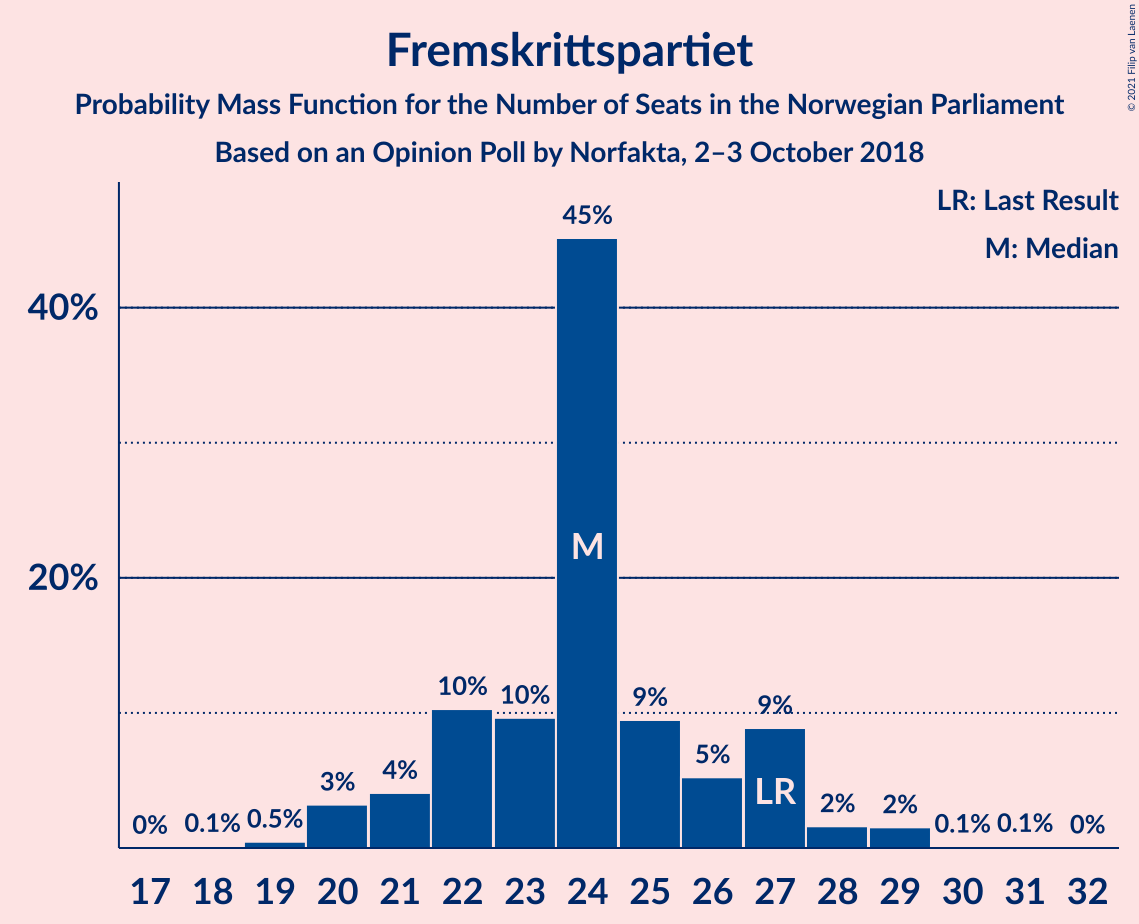 Fremskrittspartiet
Probability Mass Function for the Number of Seats in the Norwegian Parliament
Based on an Opinion Poll by Norfakta, 2–3 October 2018
© 2021 Filip van Laenen
LR: Last Result
M: Median
40%
20%
0% 0.1% 0.5% 3% 4% 10% 10% 45% 9% 5% 9% 2% 2% 0.1% 0.1% 0%
M
LR
17 18 19 20 21 22 23 24 25 26 27 28 29 30 31 32